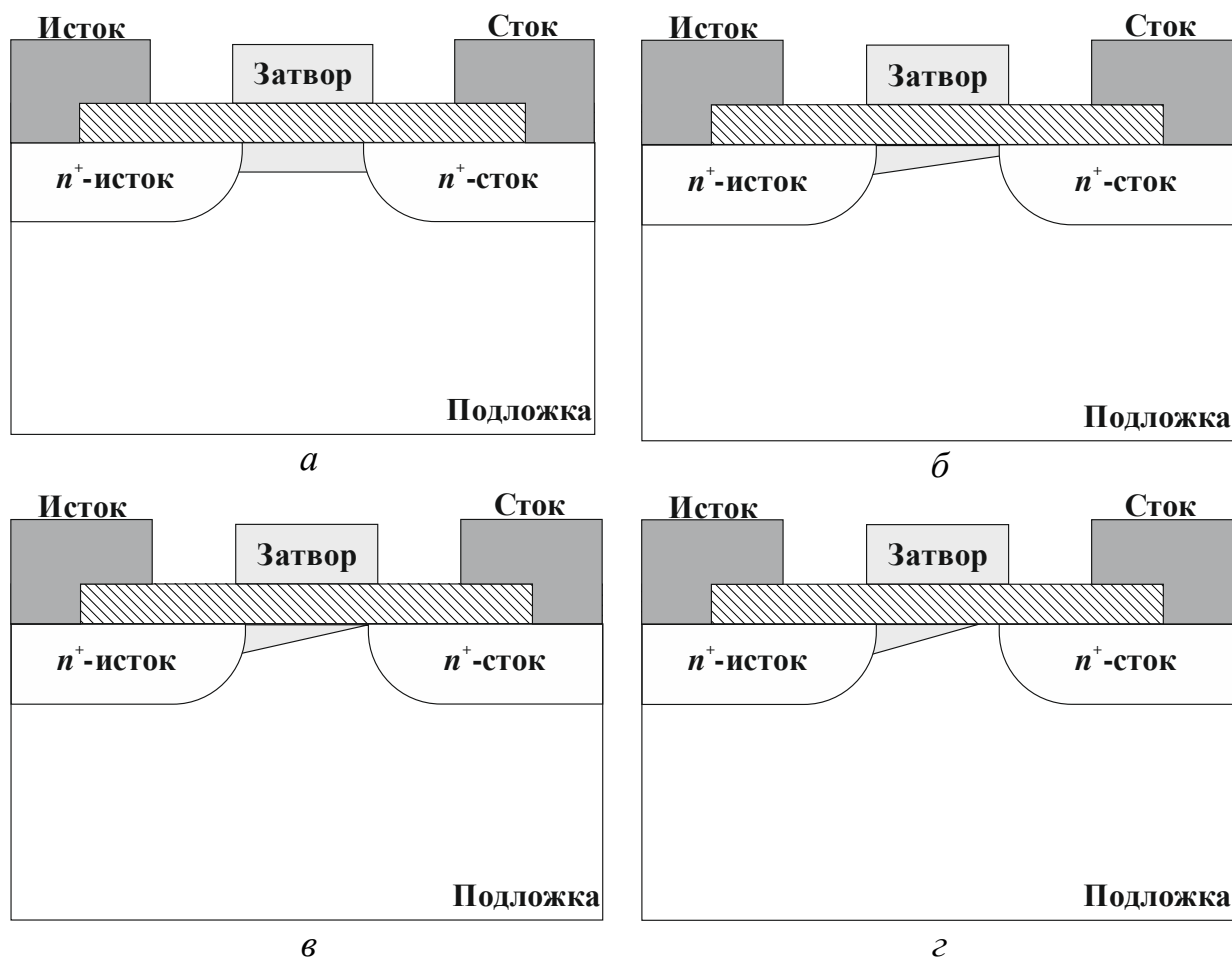 Исток Сток
Затвор
n⁺-исток n⁺-сток
Подложка
а
Исток Сток
Затвор
n⁺-исток n⁺-сток
Подложка
б
Исток Сток
Затвор
n⁺-исток n⁺-сток
Подложка
в
Исток Сток
Затвор
n⁺-исток n⁺-сток
Подложка
г